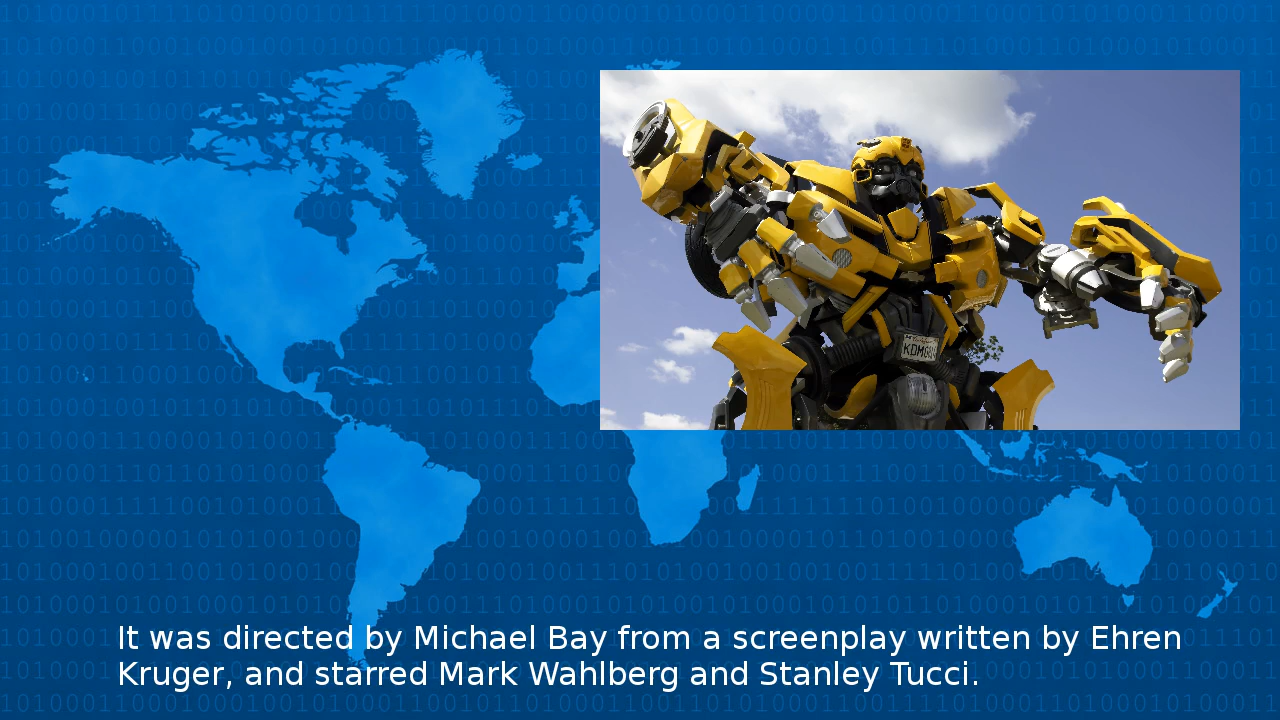 It was directed by Michael Bay from a screenplay written by Ehren
Kruger, and starred Mark Wahlberg and Stanley Tucci.